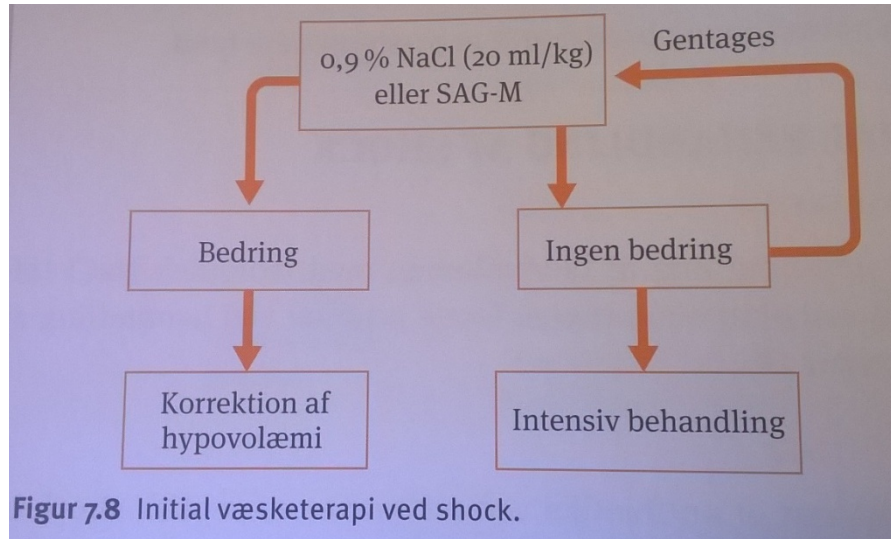 0,9 % NaCl (20 ml/kg)
eller SAG-M
Gentages
Bedring
Ingen bedring
Korrektion af
hypovolæmi
Intensiv behandling
Figur 7.8 Initial væsketerapi ved shock.